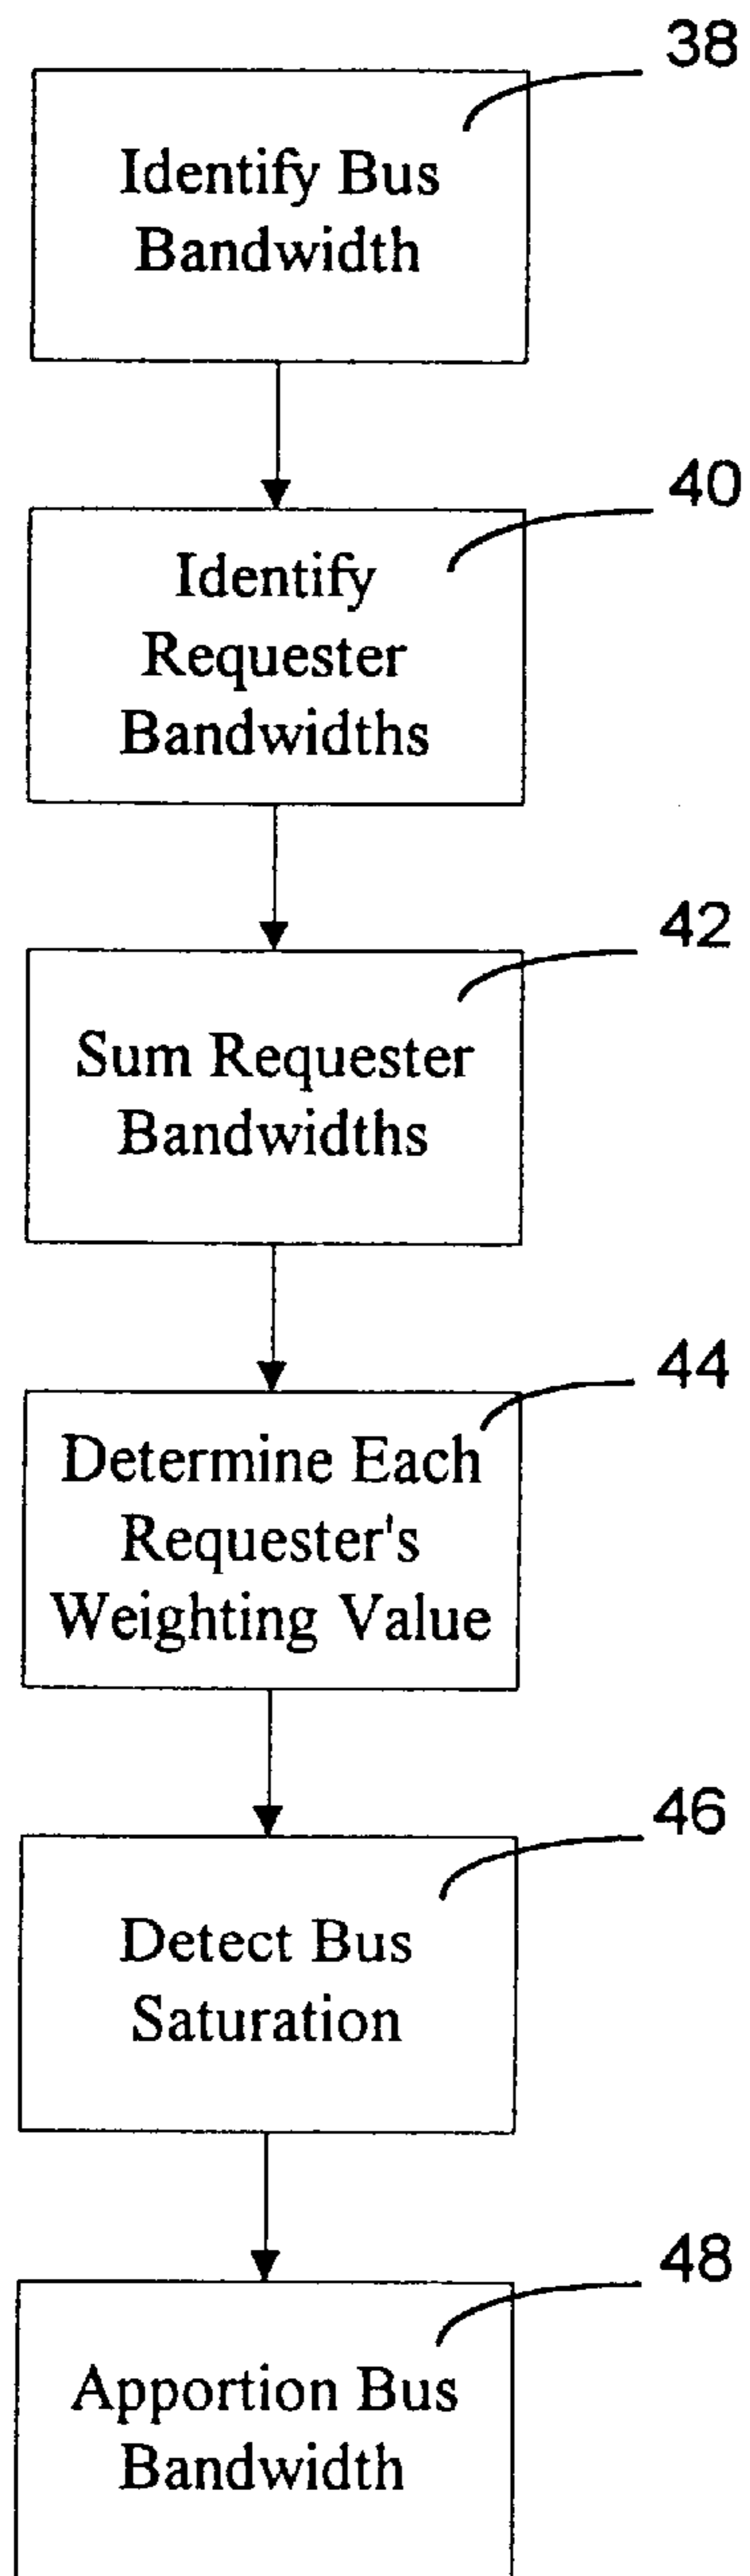 38
Identify Bus
Bandwidth
40
Identify
Requester
Bandwidths
42
Sum Requester
Bandwidths
44
Determine Each
Requester's
Weighting Value
46
Detect Bus
Saturation
48
Apportion Bus
Bandwidth